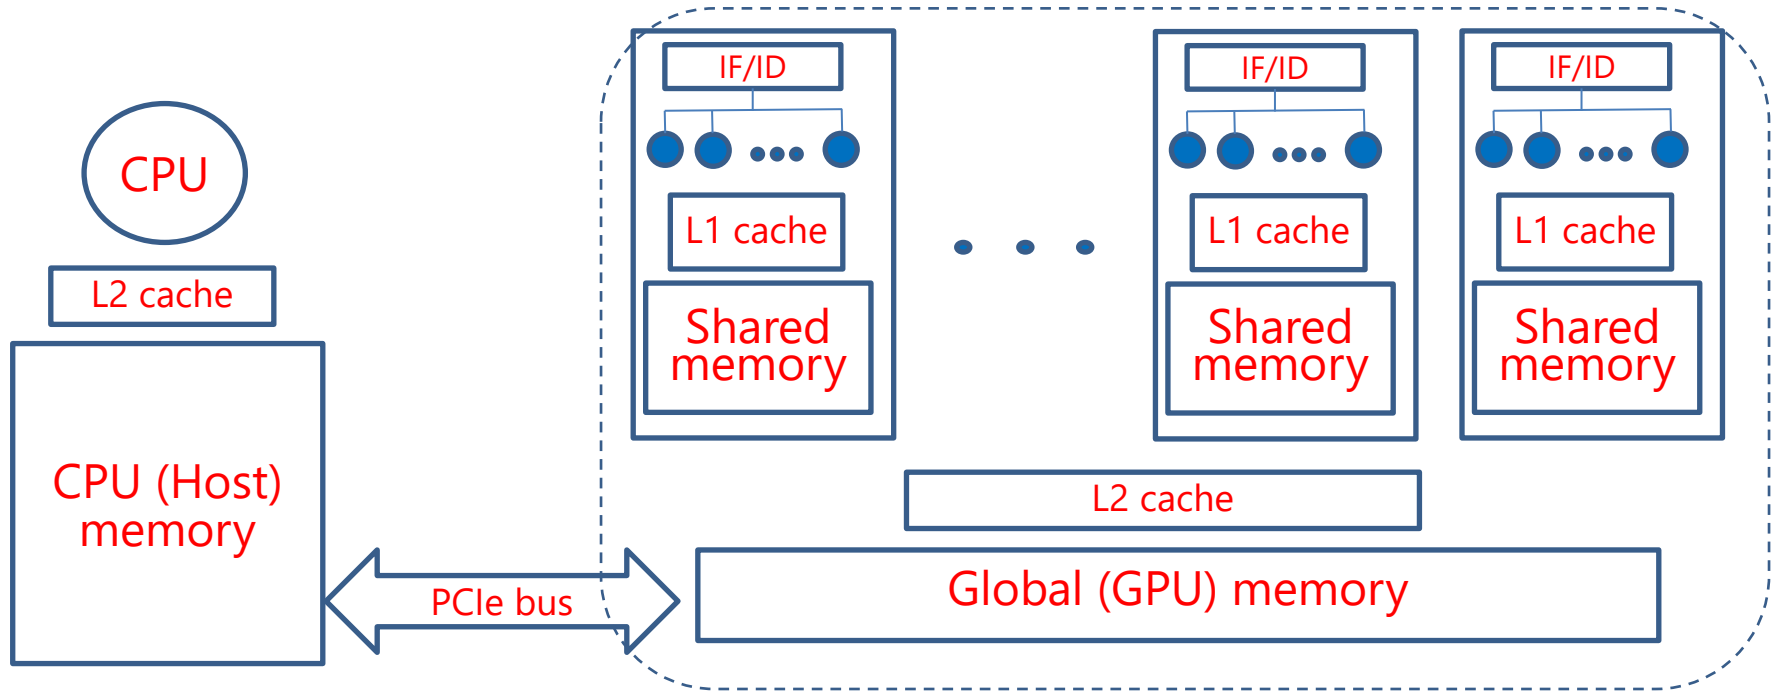 CPU
L2 cache
CPU (Host)
memory
PCIe bus
IF/ID
L1 cache
Shared
memory
IF/ID
L1 cache
Shared
memory
IF/ID
L1 cache
Shared
memory
L2 cache
Global (GPU) memory